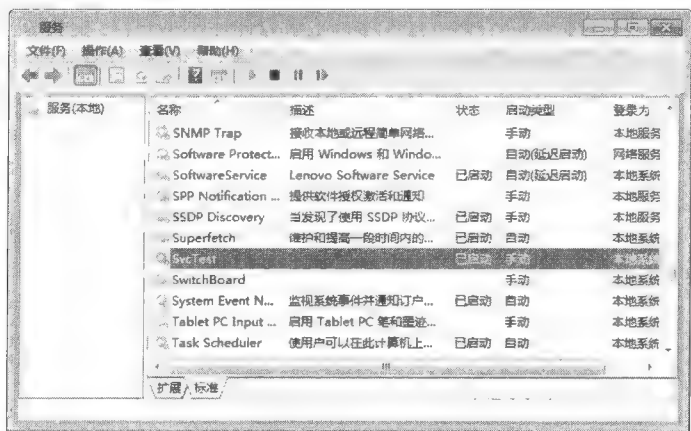 服务
文件(F) 操作(A) 查看(V) 帮助(H)
服务(本地)
名称 描述 状态 启动类型 登录为
SNMP Trap 接收本地或远程简单网络... 手动 本地服务
Software Protect... 启用 Windows 和 Windo... 自动(延迟启动) 网络服务
SoftwareService Lenovo Software Service 已启动 自动(延迟启动) 本地系统
SPP Notification ... 提供软件授权激活和通知 手动 本地服务
SSDP Discovery 当发现了使用 SSDP 协议... 已启动 手动 本地服务
Superfetch 维护和提高一段时间内的... 已启动 自动 本地系统
SvcTest 已启动 手动 本地系统
SwitchBoard 手动 本地系统
System Event N... 监视系统事件并通知订户... 已启动 自动 本地系统
Tablet PC Input ... 启用 Tablet PC 笔和墨迹... 手动 本地系统
Task Scheduler 使用户可以在此计算机上... 已启动 自动 本地系统
扩展 标准